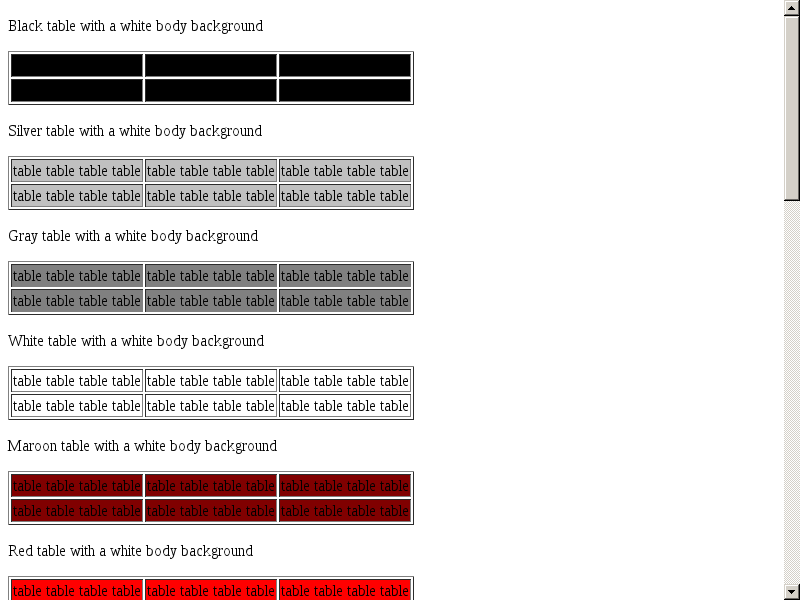 Black table with a white body background
Silver table with a white body background
table table table table table table table table table table table table
table table table table table table table table table table table table
Gray table with a white body background
table table table table table table table table table table table table
table table table table table table table table table table table table
White table with a white body background
table table table table table table table table table table table table
table table table table table table table table table table table table
Maroon table with a white body background
table table table table table table table table table table table table
table table table table table table table table table table table table
Red table with a white body background
table table table table table table table table table table table table